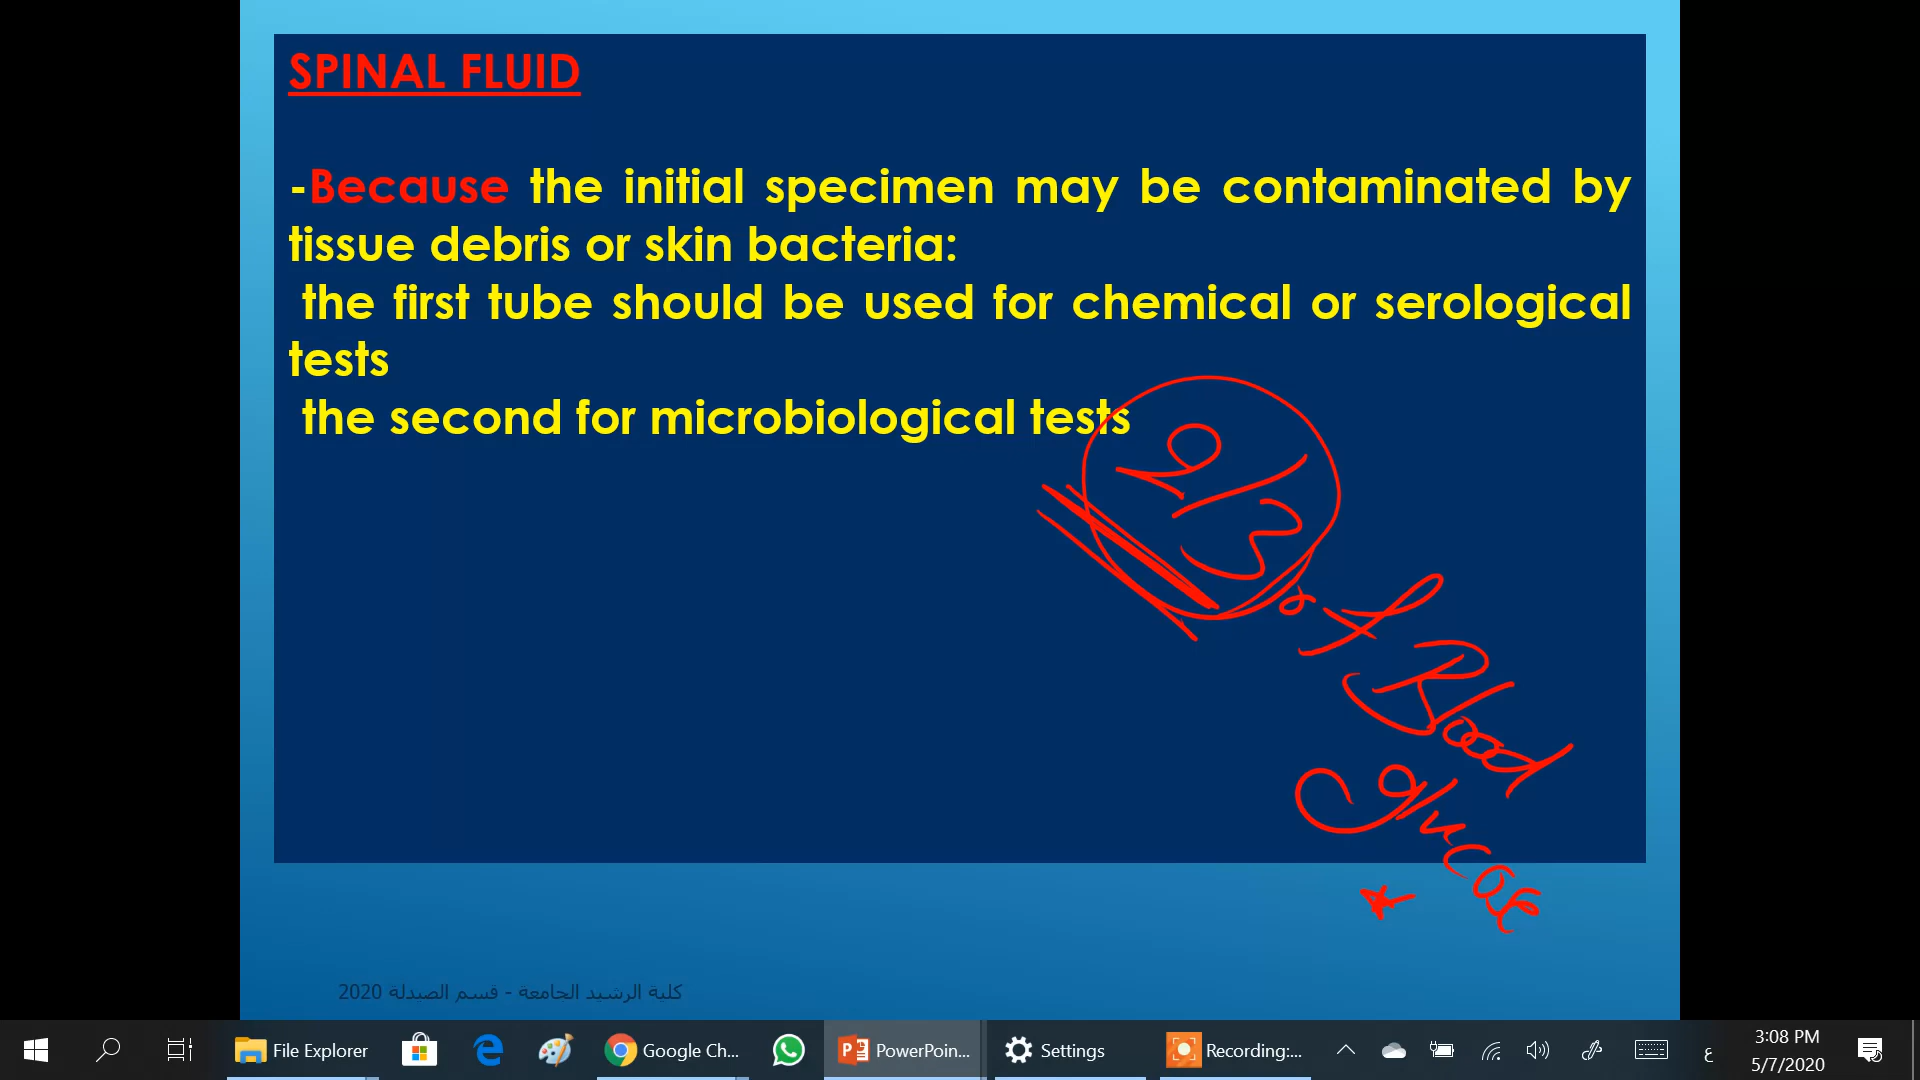 SPINAL FLUID
-Because the initial specimen may be contaminated by
tissue debris or skin bacteria:
the first tube should be used for chemical or serological
tests
the second for microbiological tests
2/3
of Blood
Glucose
كلية الرشيد الجامعة - قسم الصيدلة 2020
File Explorer
Google Ch...
PowerPoin...
Settings
Recording:...
ع
3:08 PM
5/7/2020